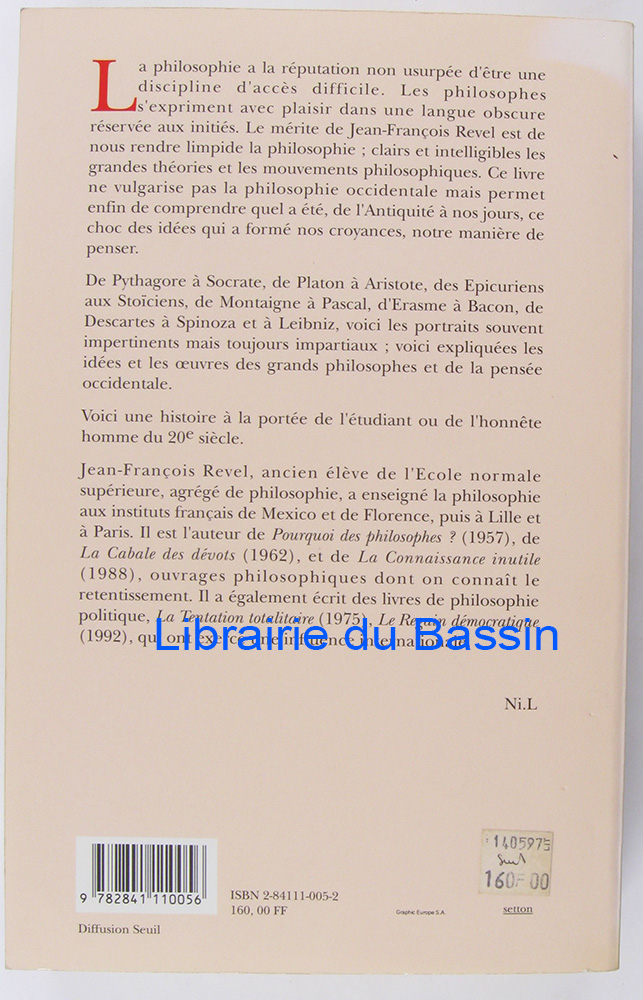 La philosophie a la réputation non usurpée d'être une
discipline d'accès difficile. Les philosophes
s'expriment avec plaisir dans une langue obscure
réservée aux initiés. Le mérite de Jean-François Revel est de
nous rendre limpide la philosophie ; clairs et intelligibles les
grandes théories et les mouvements philosophiques. Ce livre
ne vulgarise pas la philosophie occidentale mais permet
enfin de comprendre quel a été, de l'Antiquité à nos jours, ce
choc des idées qui a formé nos croyances, notre manière de
penser.
De Pythagore à Socrate, de Platon à Aristote, des Epicuriens
aux Stoïciens, de Montaigne à Pascal, d'Erasme à Bacon, de
Descartes à Spinoza et à Leibniz, voici les portraits souvent
impertinents mais toujours impartiaux ; voici expliquées les
idées et les œuvres des grands philosophes et de la pensée
occidentale.
Voici une histoire à la portée de l'étudiant ou de l'honnête
homme du 20e siècle.
Jean-François Revel, ancien élève de l'Ecole normale
supérieure, agrégé de philosophie, a enseigné la philosophie
aux instituts français de Mexico et de Florence, puis à Lille et
à Paris. Il est l'auteur de Pourquoi des philosophes ? (1957), de
La Cabale des dévots (1962), et de La Connaissance inutile
(1988), ouvrages philosophiques dont on connaît le
retentissement. Il a également écrit des livres de philosophie
politique, La Tentation totalitaire (1975), Le Regain démocratique
(1992), qui ont exercé une influence internationale.
Librairie du Bassin
Ni.L
140597
160F00
9 782841 110056
ISBN 2-84111-005-2
160, 00 FF
Graphic Europe S.A.
setton
Diffusion Seuil